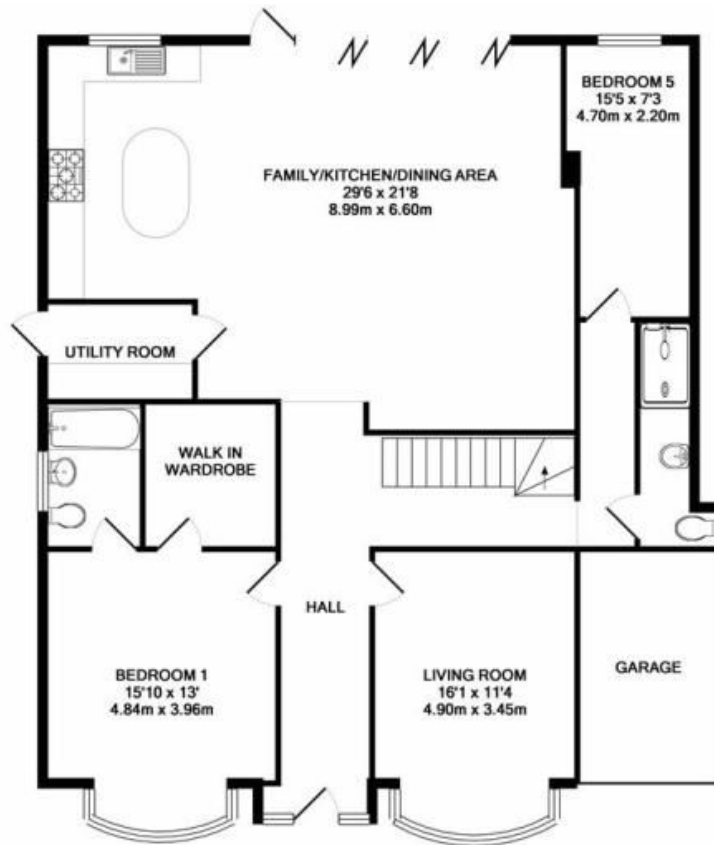 BEDROOM 5
15'5 x 7'3
4.70m x 2.20m
FAMILY/KITCHEN/DINING AREA
29'6 x 21'8
8.99m x 6.60m
UTILITY ROOM
WALK IN
WARDROBE
HALL
BEDROOM 1
15'10 x 13'
4.84m x 3.96m
LIVING ROOM
16'1 x 11'4
4.90m x 3.45m
GARAGE